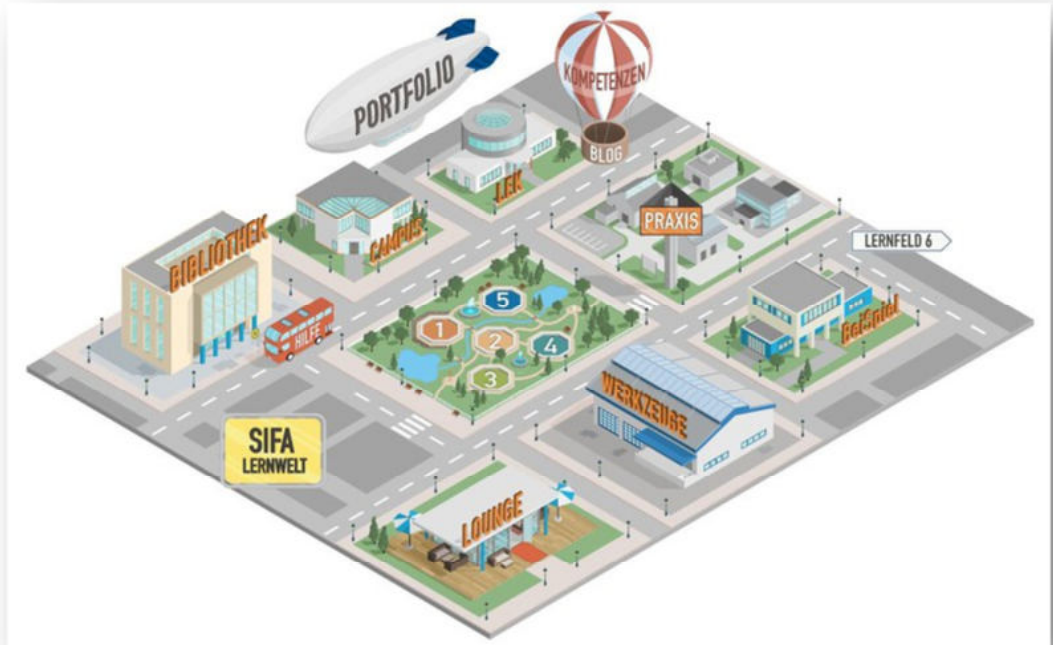 PORTFOLIO
KOMPETENZEN
BLOG
LEK
PRAXIS
CAMPUS
BIBLIOTHEK
LERNFELD 6
HILFE
5
1
2
4
3
BeiSpiel
WERKZEUGE
SIFA
LERNWELT
LOUNGE